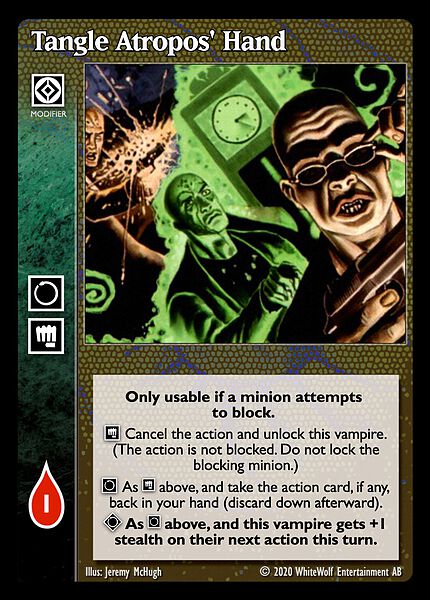 Tangle Atropos' Hand
MODIFIER
Only usable if a minion attempts
to block.
Cancel the action and unlock this vampire.
(The action is not blocked. Do not lock the
blocking minion.)
As above, and take the action card, if any,
back in your hand (discard down afterward).
As above, and this vampire gets +1
stealth on their next action this turn.
1
Illus: Jeremy McHugh © 2020 WhiteWolf Entertainment AB